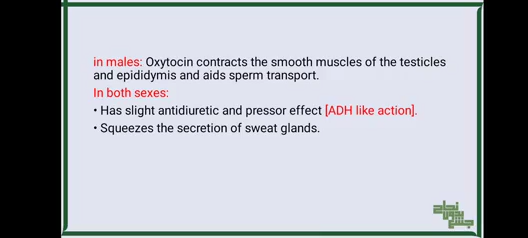 in males: Oxytocin contracts the smooth muscles of the testicles
and epididymis and aids sperm transport.
In both sexes:
• Has slight antidiuretic and pressor effect [ADH like action].
• Squeezes the secretion of sweat glands.